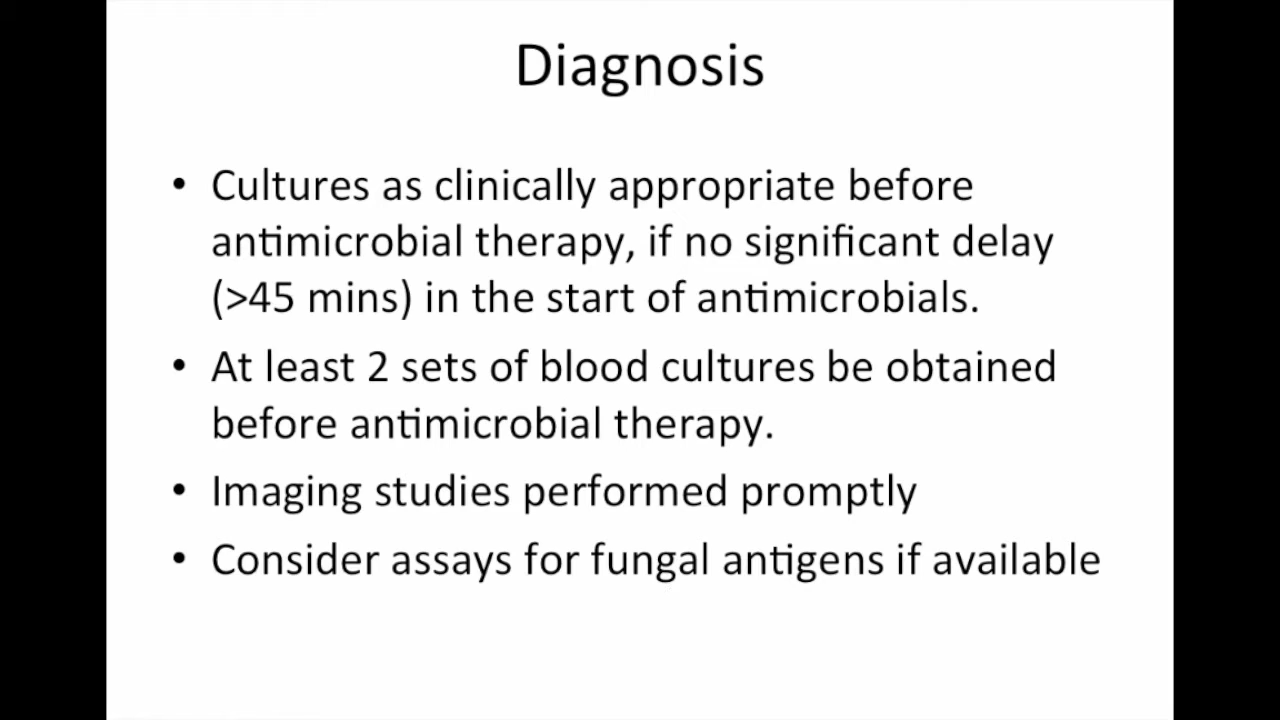 Diagnosis
• Cultures as clinically appropriate before
antimicrobial therapy, if no significant delay
(>45 mins) in the start of antimicrobials.
• At least 2 sets of blood cultures be obtained
before antimicrobial therapy.
• Imaging studies performed promptly
• Consider assays for fungal antigens if available